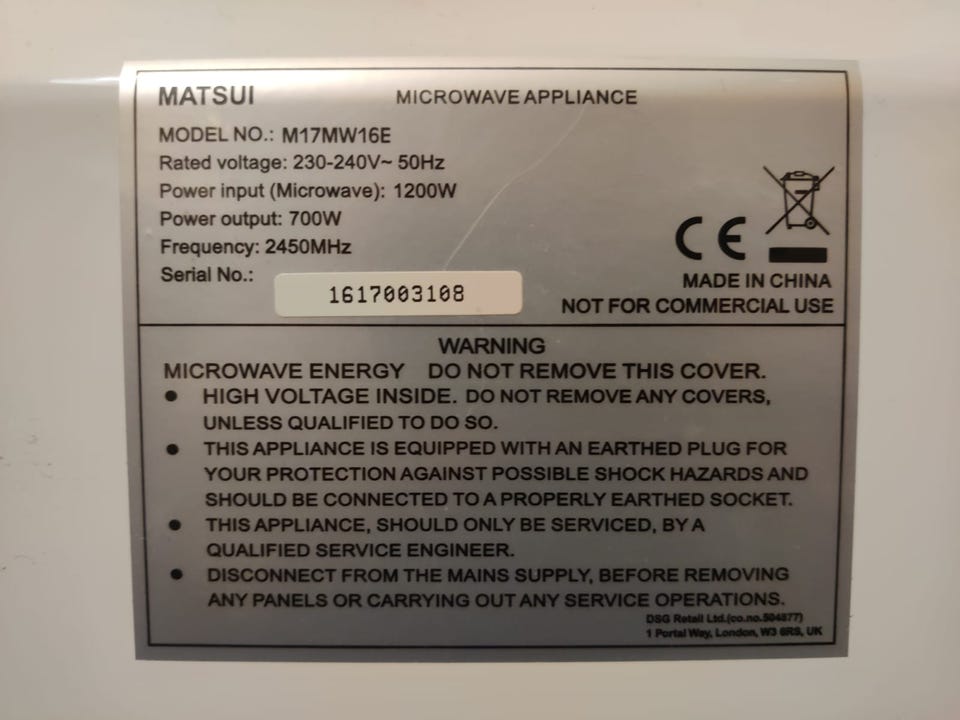 MATSUI MICROWAVE APPLIANCE
MODEL NO.: M17MW16E
Rated voltage: 230-240V~ 50Hz
Power input (Microwave): 1200W
Power output: 700W
Frequency: 2450MHz
Serial No.: 1617003108
CE
MADE IN CHINA
NOT FOR COMMERCIAL USE
WARNING
MICROWAVE ENERGY DO NOT REMOVE THIS COVER.
● HIGH VOLTAGE INSIDE. DO NOT REMOVE ANY COVERS,
UNLESS QUALIFIED TO DO SO.
● THIS APPLIANCE IS EQUIPPED WITH AN EARTHED PLUG FOR
YOUR PROTECTION AGAINST POSSIBLE SHOCK HAZARDS AND
SHOULD BE CONNECTED TO A PROPERLY EARTHED SOCKET.
● THIS APPLIANCE, SHOULD ONLY BE SERVICED, BY A
QUALIFIED SERVICE ENGINEER.
● DISCONNECT FROM THE MAINS SUPPLY, BEFORE REMOVING
ANY PANELS OR CARRYING OUT ANY SERVICE OPERATIONS.
DSG Retail Ltd.(co.no.504877)
1 Portal Way, London, W3 6RS, UK